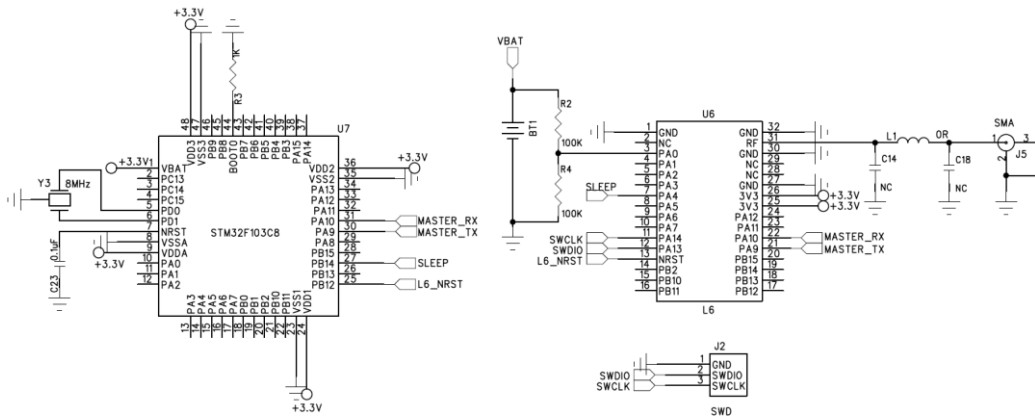 +3.3V
1K
R3
48 47 46 45 44 43 42 41 40 39 38 37
VDD3 VSS3 PB9 PB8 BOOT0 PB7 PB6 PB5 PB4 PB3 PA15 PA14
U7
+3.3V 1 VBAT
2 PC13
3 PC14
4 PC15
5 PD0
6 PD1
7 NRST
8 VSSA
9 VDDA
10 PA0
11 PA1
12 PA2
Y3 8MHz
0.1uF
C23
+3.3V
STM32F103C8
VDD2 36 +3.3V
VSS2 35
PA13 34
PA12 33
PA11 32
PA10 31 MASTER_RX
PA9 30 MASTER_TX
PA8 29
PB15 28
PB14 27 SLEEP
PB13 26
PB12 25 L6_NRST
PA3 PA4 PA5 PA6 PA7 PB0 PB1 PB2 PB10 PB11 VSS1 VDD1
13 14 15 16 17 18 19 20 21 22 23 24
+3.3V
VBAT
BT1
R2
100K
R4
100K
U6
1 GND
2 NC
3 PA0
4 PA1
5 PA2
6 PA3
SLEEP 7 PA4
8 PA5
9 PA6
10 PA7
SWCLK 11 PA14
SWDIO 12 PA13
L6_NRST 13 NRST
14 PB2
15 PB10
16 PB11
GND 32
RF 31
GND 30
NC 29
NC 28
GND 27
3V3 26 +3.3V
3V3 25 +3.3V
PA12 24
PA11 23
PA10 22 MASTER_RX
PA9 21 MASTER_TX
PB15 20
PB14 19
PB13 18
PB12 17
L6
L1 0R
C14
NC
C18
NC
SMA
1 3
2 J5
J2
1 GND
SWDIO 2 SWDIO
SWCLK 3 SWCLK
SWD